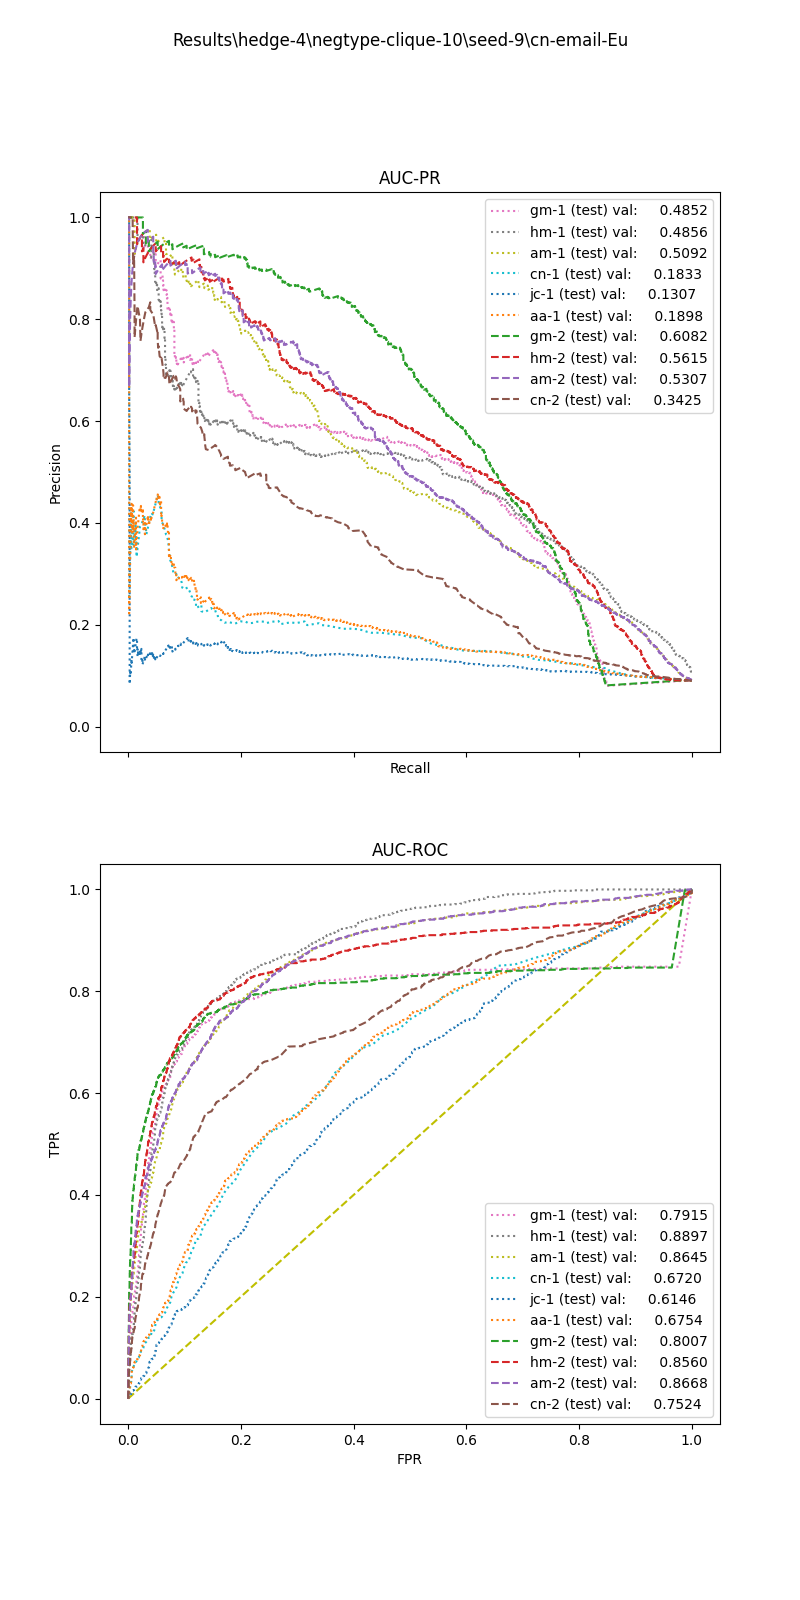 Results\hedge-4\negtype-clique-10\seed-9\cn-email-Eu
AUC-PR
1.0
0.8
0.6
0.4
0.2
0.0
Precision
Recall
gm-1 (test) val: 0.4852
hm-1 (test) val: 0.4856
am-1 (test) val: 0.5092
cn-1 (test) val: 0.1833
jc-1 (test) val: 0.1307
aa-1 (test) val: 0.1898
gm-2 (test) val: 0.6082
hm-2 (test) val: 0.5615
am-2 (test) val: 0.5307
cn-2 (test) val: 0.3425
AUC-ROC
1.0
0.8
0.6
0.4
0.2
0.0
TPR
gm-1 (test) val: 0.7915
hm-1 (test) val: 0.8897
am-1 (test) val: 0.8645
cn-1 (test) val: 0.6720
jc-1 (test) val: 0.6146
aa-1 (test) val: 0.6754
gm-2 (test) val: 0.8007
hm-2 (test) val: 0.8560
am-2 (test) val: 0.8668
cn-2 (test) val: 0.7524
0.0 0.2 0.4 0.6 0.8 1.0
FPR